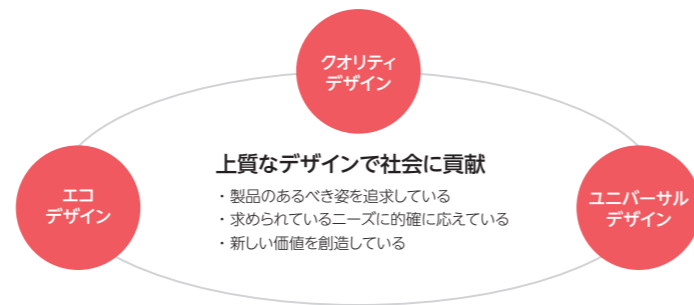 クオリティ
デザイン
上質なデザインで社会に貢献
・製品のあるべき姿を追求している
・求められているニーズに的確に応えている
・新しい価値を創造している
エコ
デザイン
ユニバーサル
デザイン